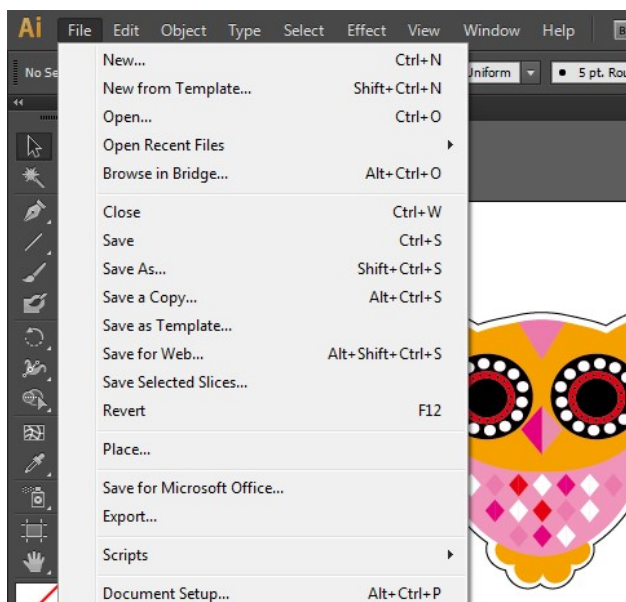 Ai File Edit Object Type Select Effect View Window Help
No Se
Uniform 5 pt. Rou
New... Ctrl+N
New from Template... Shift+Ctrl+N
Open... Ctrl+O
Open Recent Files
Browse in Bridge... Alt+Ctrl+O
Close Ctrl+W
Save Ctrl+S
Save As... Shift+Ctrl+S
Save a Copy... Alt+Ctrl+S
Save as Template...
Save for Web... Alt+Shift+Ctrl+S
Save Selected Slices...
Revert F12
Place...
Save for Microsoft Office...
Export...
Scripts
Document Setup... Alt+Ctrl+P